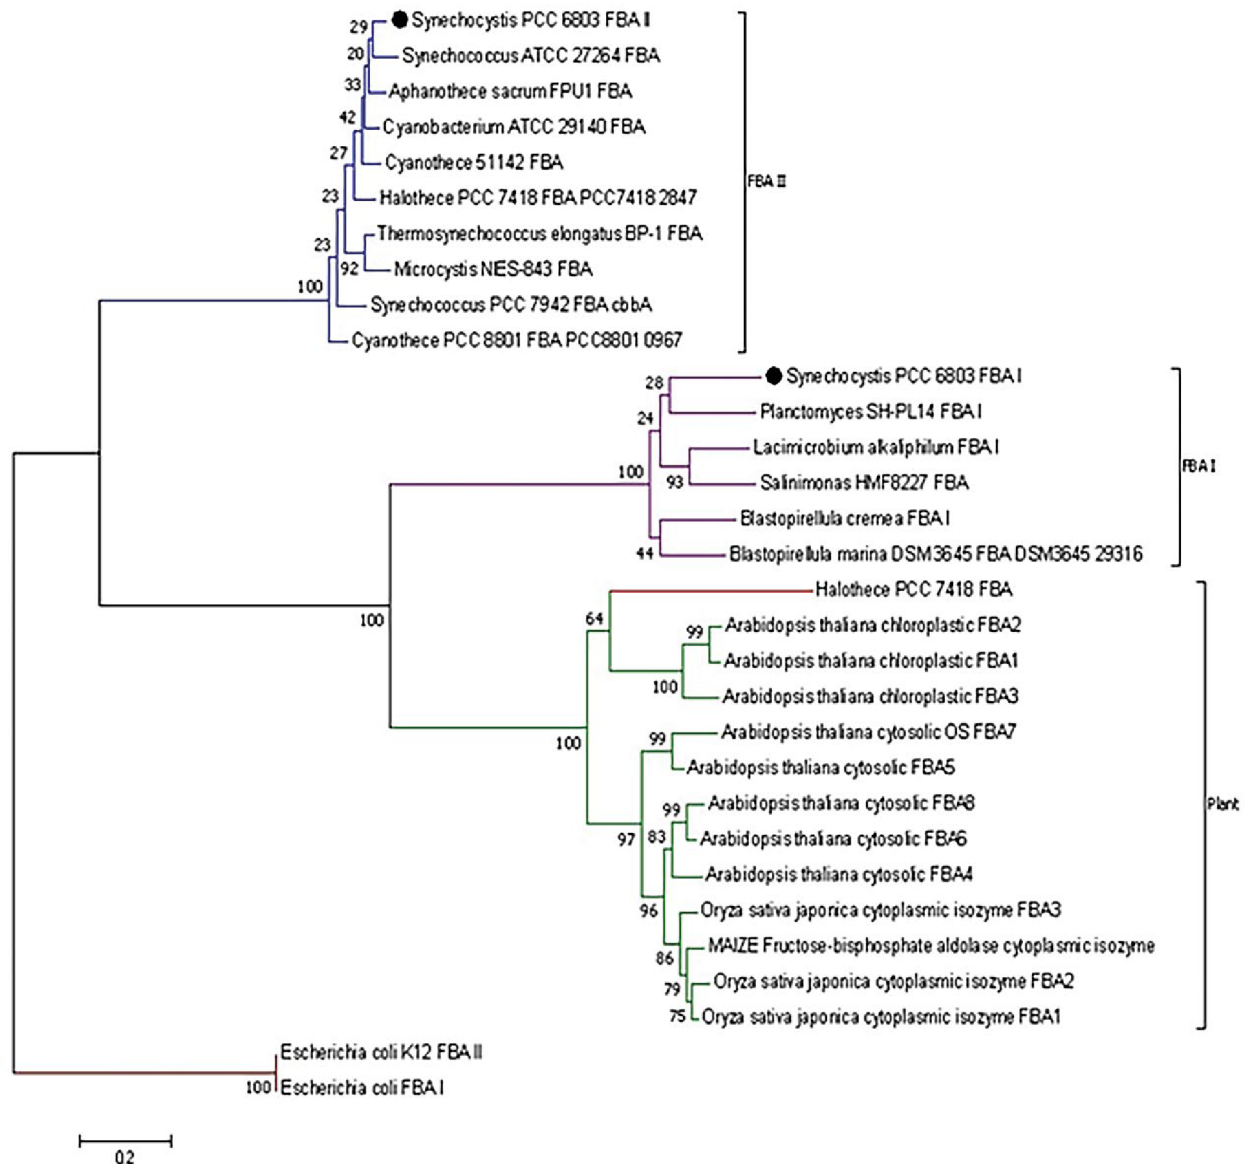 29
Synechocystis PCC 6803 FBA II
20
Synechococcus ATCC 27264 FBA
33
Aphanothece sacrum FPU1 FBA
42
Cyanobacterium ATCC 29140 FBA
27
Cyanothece 51142 FBA
FBA II
23
Halothece PCC 7418 FBA PCC7418 2847
23
Thermosynechococcus elongatus BP-1 FBA
92
Microcystis NES-843 FBA
100
Synechococcus PCC 7942 FBA cbbA
Cyanothece PCC 8801 FBA PCC8801 0967
28
Synechocystis PCC 6803 FBA I
24
Planctomyces SH-PL14 FBA I
Lacimicrobium alkaliphilum FBA I
100
93
Salinimonas HMF8227 FBA
FBA I
Blastopirellula cremea FBA I
44
Blastopirellula marina DSM3645 FBA DSM3645 29316
100
Halothece PCC 7418 FBA
64
99
Arabidopsis thaliana chloroplastic FBA2
Arabidopsis thaliana chloroplastic FBA1
100
Arabidopsis thaliana chloroplastic FBA3
100
99
Arabidopsis thaliana cytosolic OS FBA7
Arabidopsis thaliana cytosolic FBA5
99
Arabidopsis thaliana cytosolic FBA8
Plant
97
83
Arabidopsis thaliana cytosolic FBA6
Arabidopsis thaliana cytosolic FBA4
96
Oryza sativa japonica cytoplasmic isozyme FBA3
86
MAIZE Fructose-bisphosphate aldolase cytoplasmic isozyme
79
Oryza sativa japonica cytoplasmic isozyme FBA2
75
Oryza sativa japonica cytoplasmic isozyme FBA1
Escherichia coli K12 FBA II
100
Escherichia coli FBA I
0.2